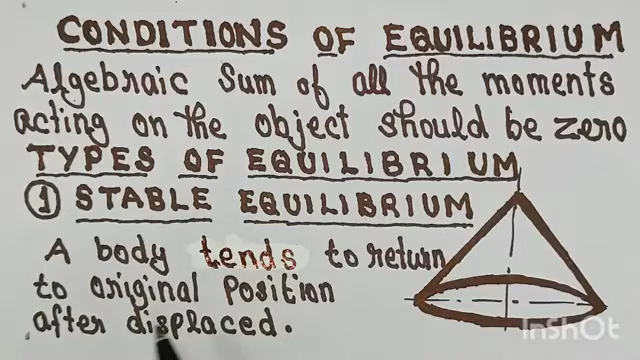 CONDITIONS OF EQUILIBRIUM
Algebraic Sum of all the moments
acting on the object should be zero
TYPES OF EQUILIBRIUM
① STABLE EQUILIBRIUM
A body tends to return
to original position
after displaced.
InShOt